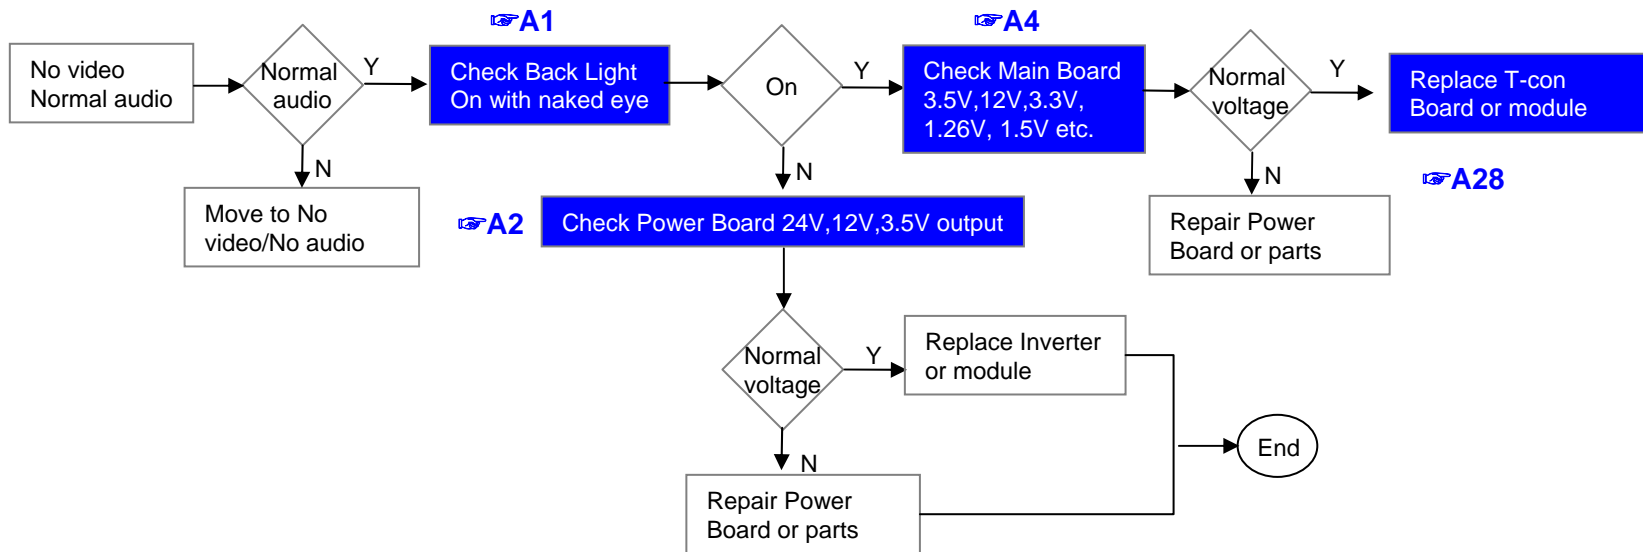 ☞A1
☞A4
No video
Normal audio
Normal
audio
Y
Check Back Light
On with naked eye
On
Y
Check Main Board
3.5V,12V,3.3V,
1.26V, 1.5V etc.
Normal
voltage
Y
Replace T-con
Board or module
N
Move to No
video/No audio
N
☞A2
Check Power Board 24V,12V,3.5V output
N
Repair Power
Board or parts
☞A28
Normal
voltage
Y
Replace Inverter
or module
N
Repair Power
Board or parts
End